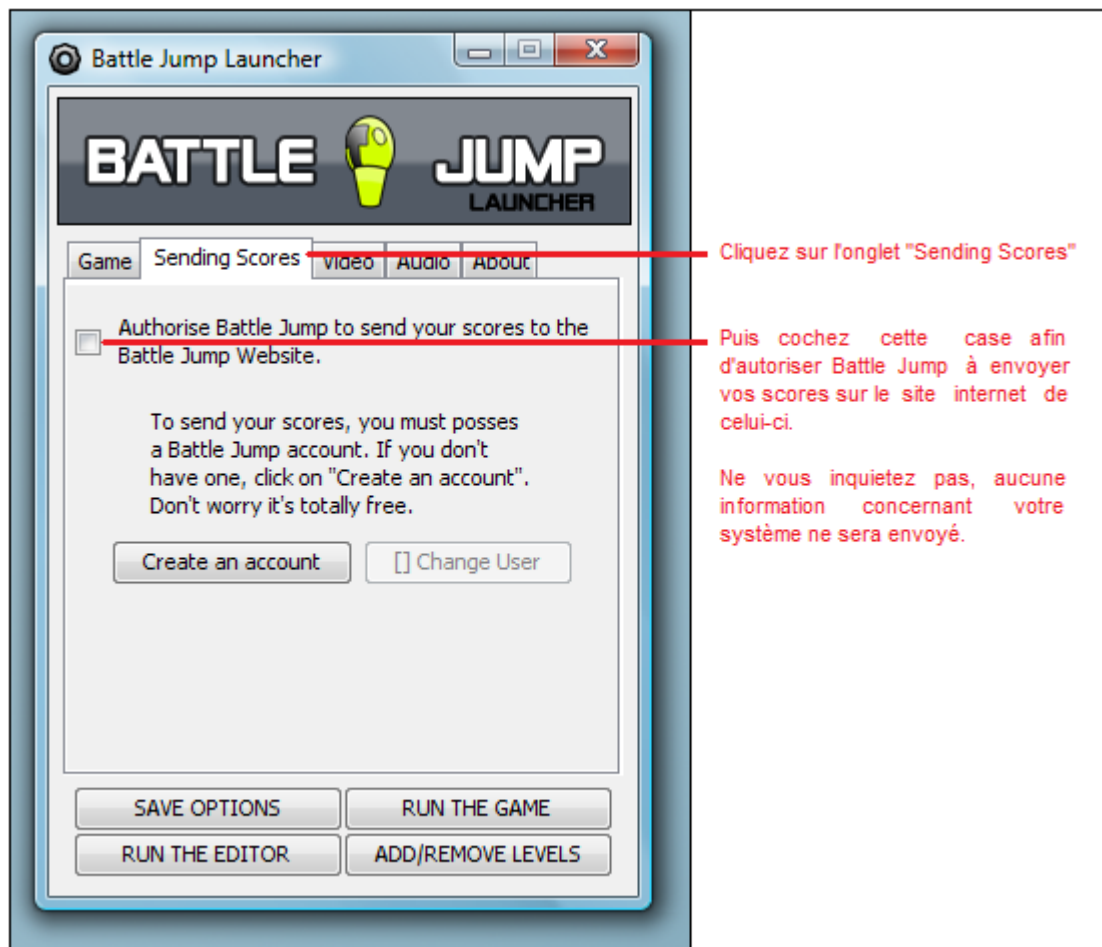 Battle Jump Launcher
BATTLE JUMP
LAUNCHER
Game Sending Scores Video Audio About
Authorise Battle Jump to send your scores to the
Battle Jump Website.
To send your scores, you must posses
a Battle Jump account. If you don't
have one, click on "Create an account".
Don't worry it's totally free.
Create an account [] Change User
SAVE OPTIONS RUN THE GAME
RUN THE EDITOR ADD/REMOVE LEVELS
Cliquez sur l'onglet "Sending Scores"
Puis cochez cette case afin
d'autoriser Battle Jump à envoyer
vos scores sur le site internet de
celui-ci.
Ne vous inquietez pas, aucune
information concernant votre
système ne sera envoyé.